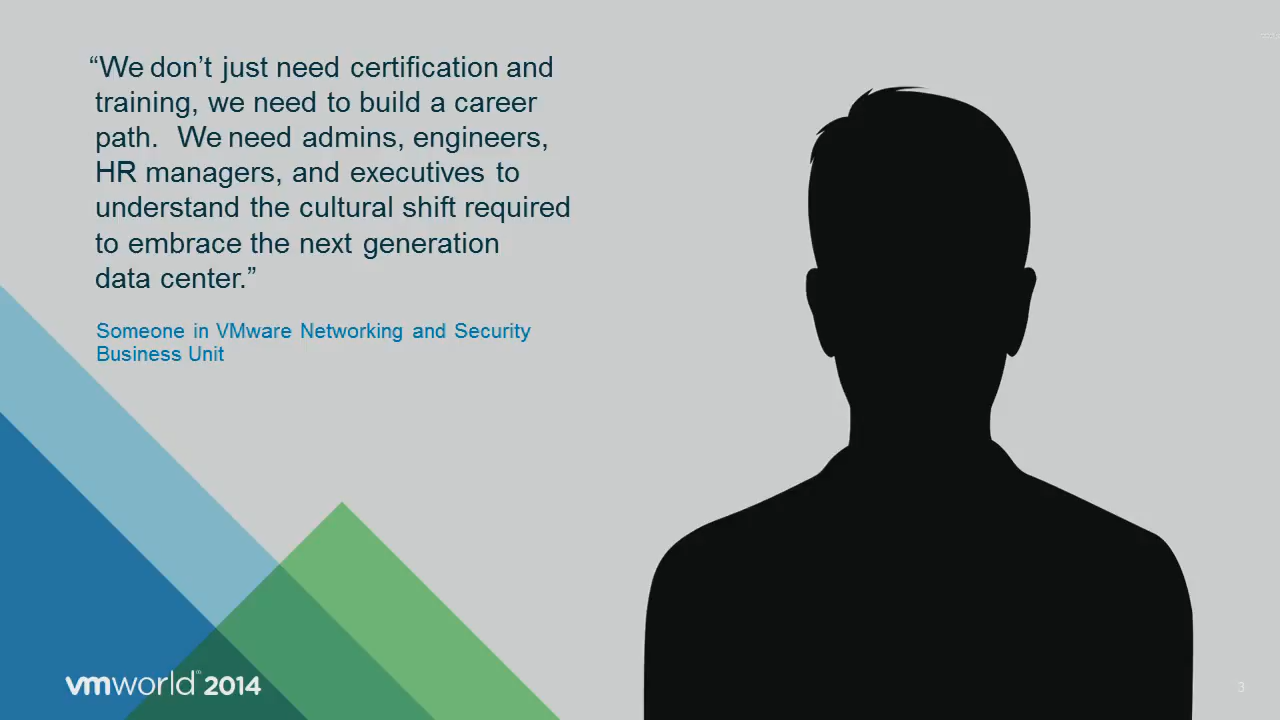 “We don’t just need certification and
training, we need to build a career
path.  We need admins, engineers,
HR managers, and executives to
understand the cultural shift required
to embrace the next generation
data center.”
Someone in VMware Networking and Security
Business Unit
vmworld™ 2014
3